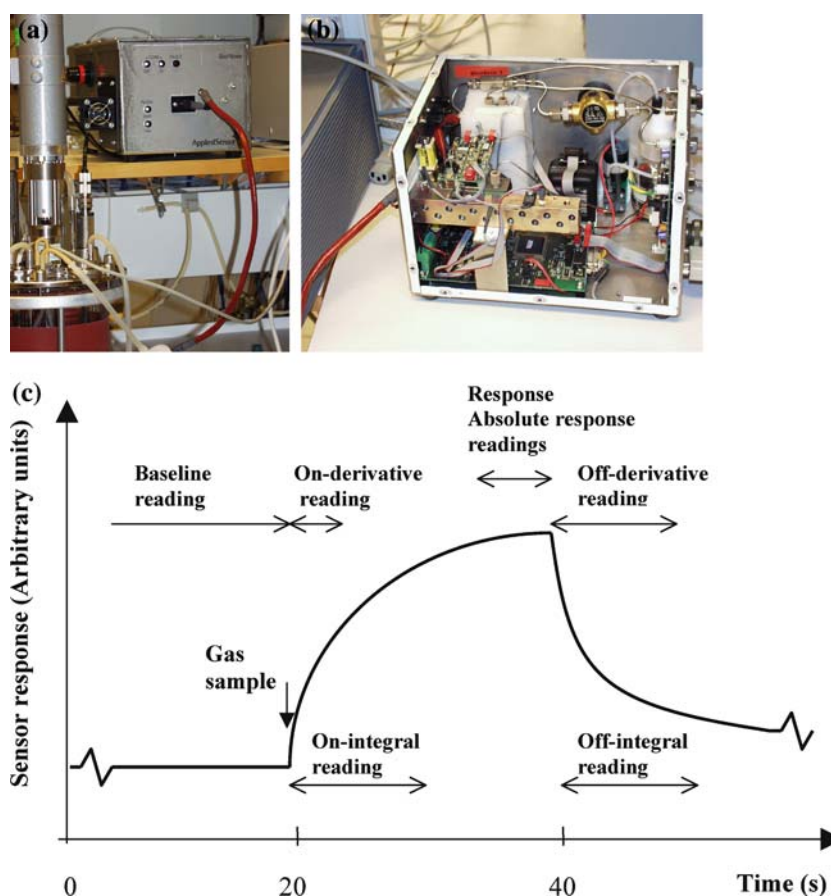 (a)
(b)
AppliedSensor
(c)
Sensor response (Arbitrary units)
Response
Absolute response
readings
Baseline
reading
On-derivative
reading
Off-derivative
reading
Gas
sample
On-integral
reading
Off-integral
reading
0
20
40
Time (s)